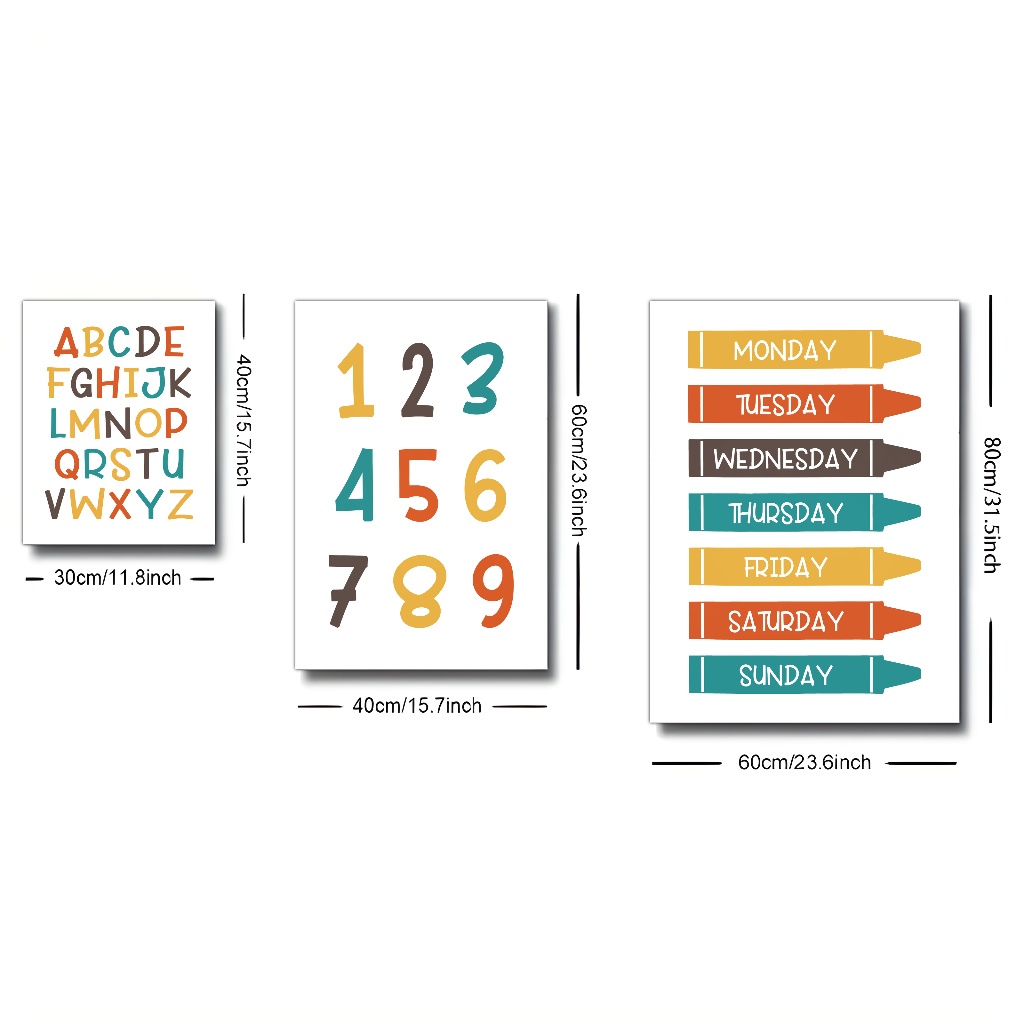 ABCDE
FGHIJK
LMNOP
QRSTU
VWXYZ
40cm/15.7inch
30cm/11.8inch
1 2 3
4 5 6
7 8 9
60cm/23.6inch
40cm/15.7inch
MONDAY
TUESDAY
WEDNESDAY
THURSDAY
FRIDAY
SATURDAY
SUNDAY
80cm/31.5inch
60cm/23.6inch